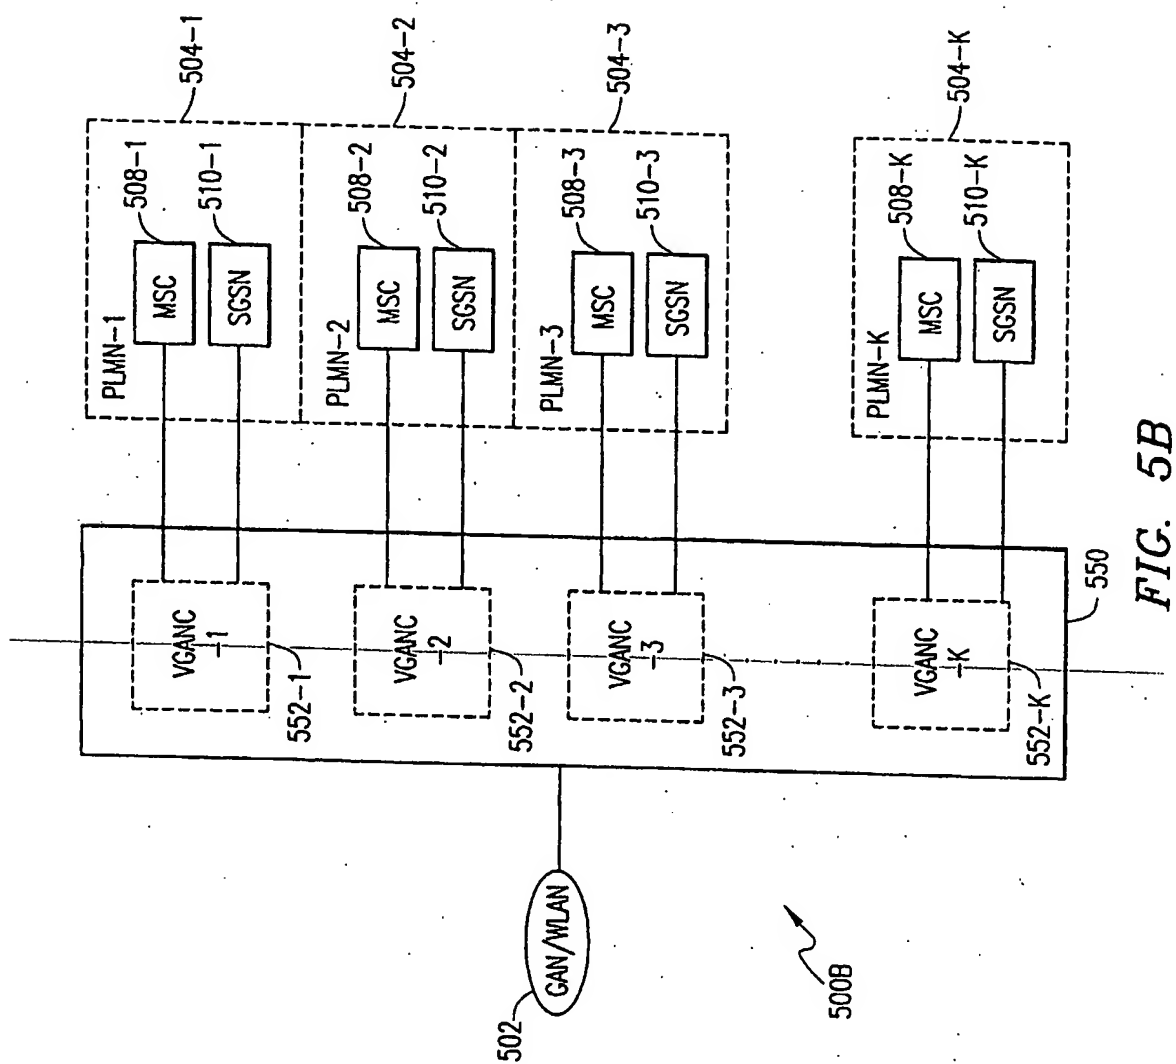 504-1
504-2
504-3
504-K
508-1
510-1
508-2
510-2
508-3
510-3
508-K
510-K
PLMN-1
MSC
SGSN
PLMN-2
MSC
SGSN
PLMN-3
MSC
SGSN
PLMN-K
MSC
SGSN
VGANC
-1
552-1
VGANC
-2
552-2
VGANC
-3
552-3
VGANC
-K
552-K
550
GAN/WLAN
502
500B
FIG. 5B